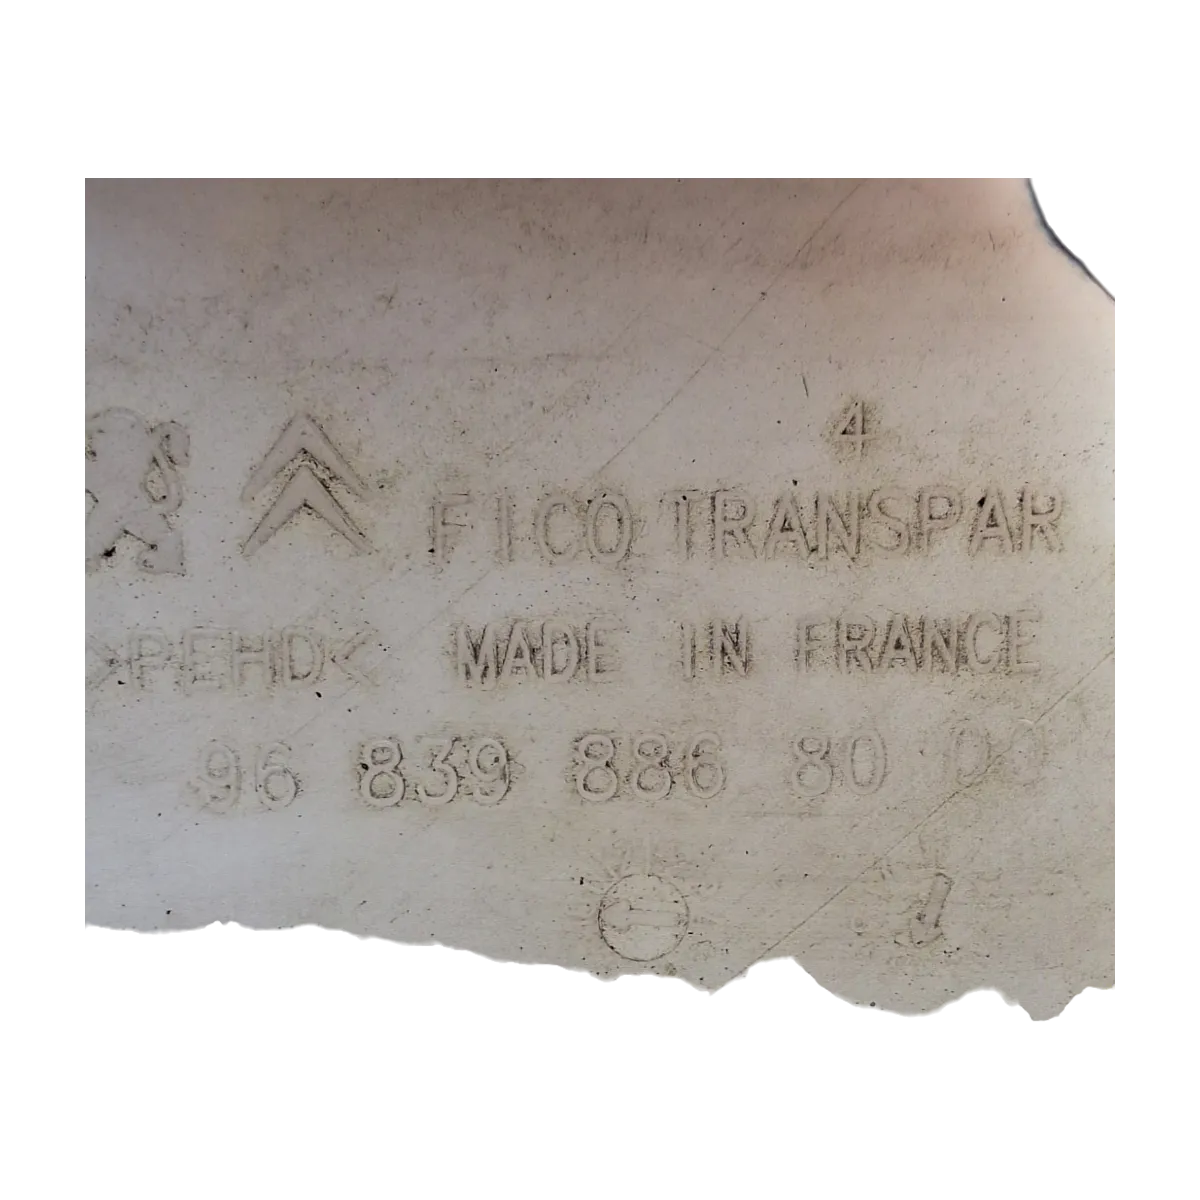 4
FICO TRANSPAR
>PEHD< MADE IN FRANCE
96 839 886 80